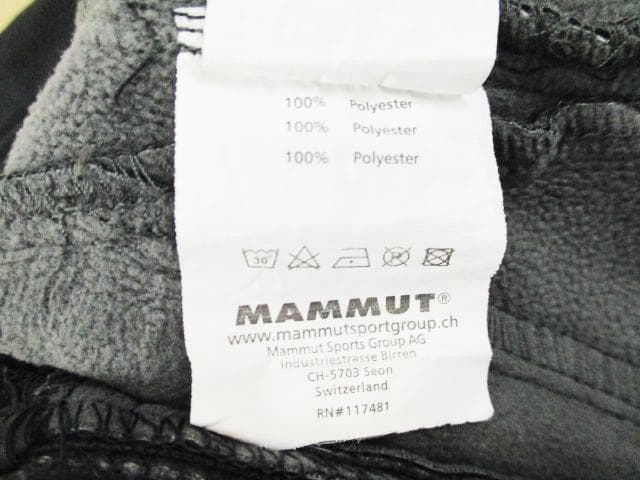 100% Polyester
100% Polyester
100% Polyester
30°
MAMMUT®
www.mammutsportgroup.ch
Mammut Sports Group AG
Industriestrasse Birren
CH-5703 Seon
Switzerland
RN#117481